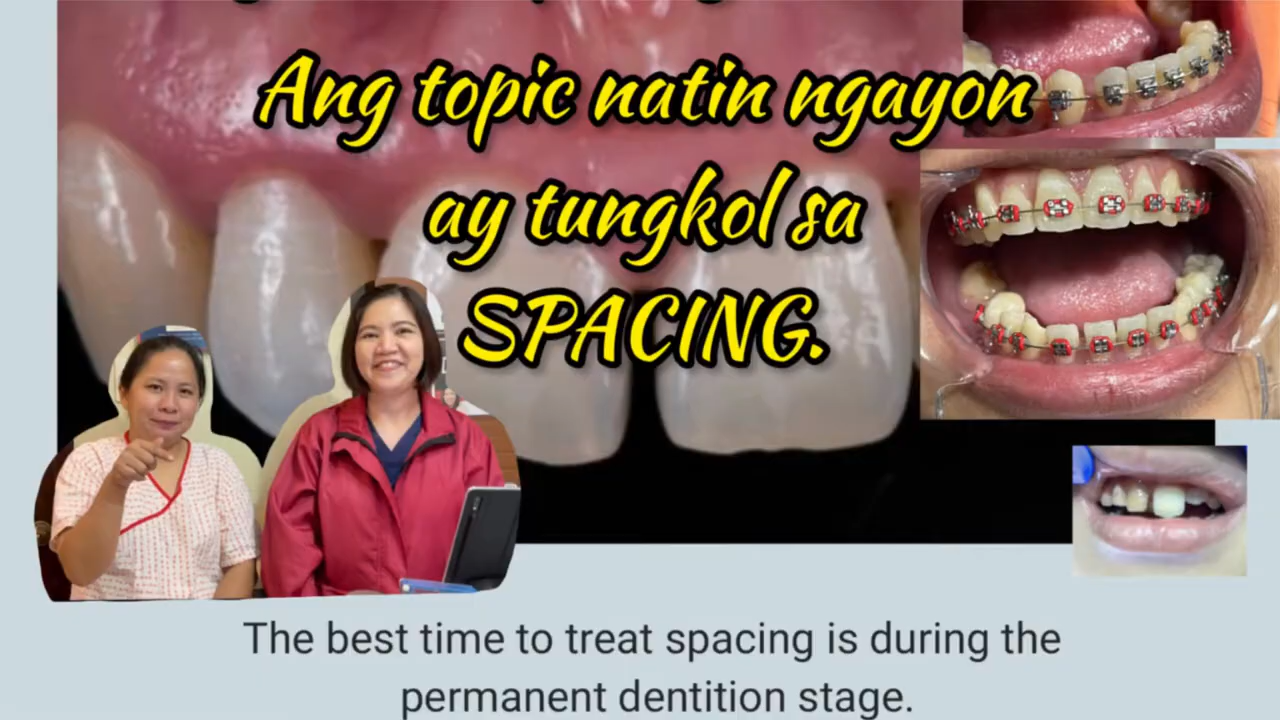 Ang topic natin ngayon
ay tungkol sa
SPACING.
The best time to treat spacing is during the
permanent dentition stage.